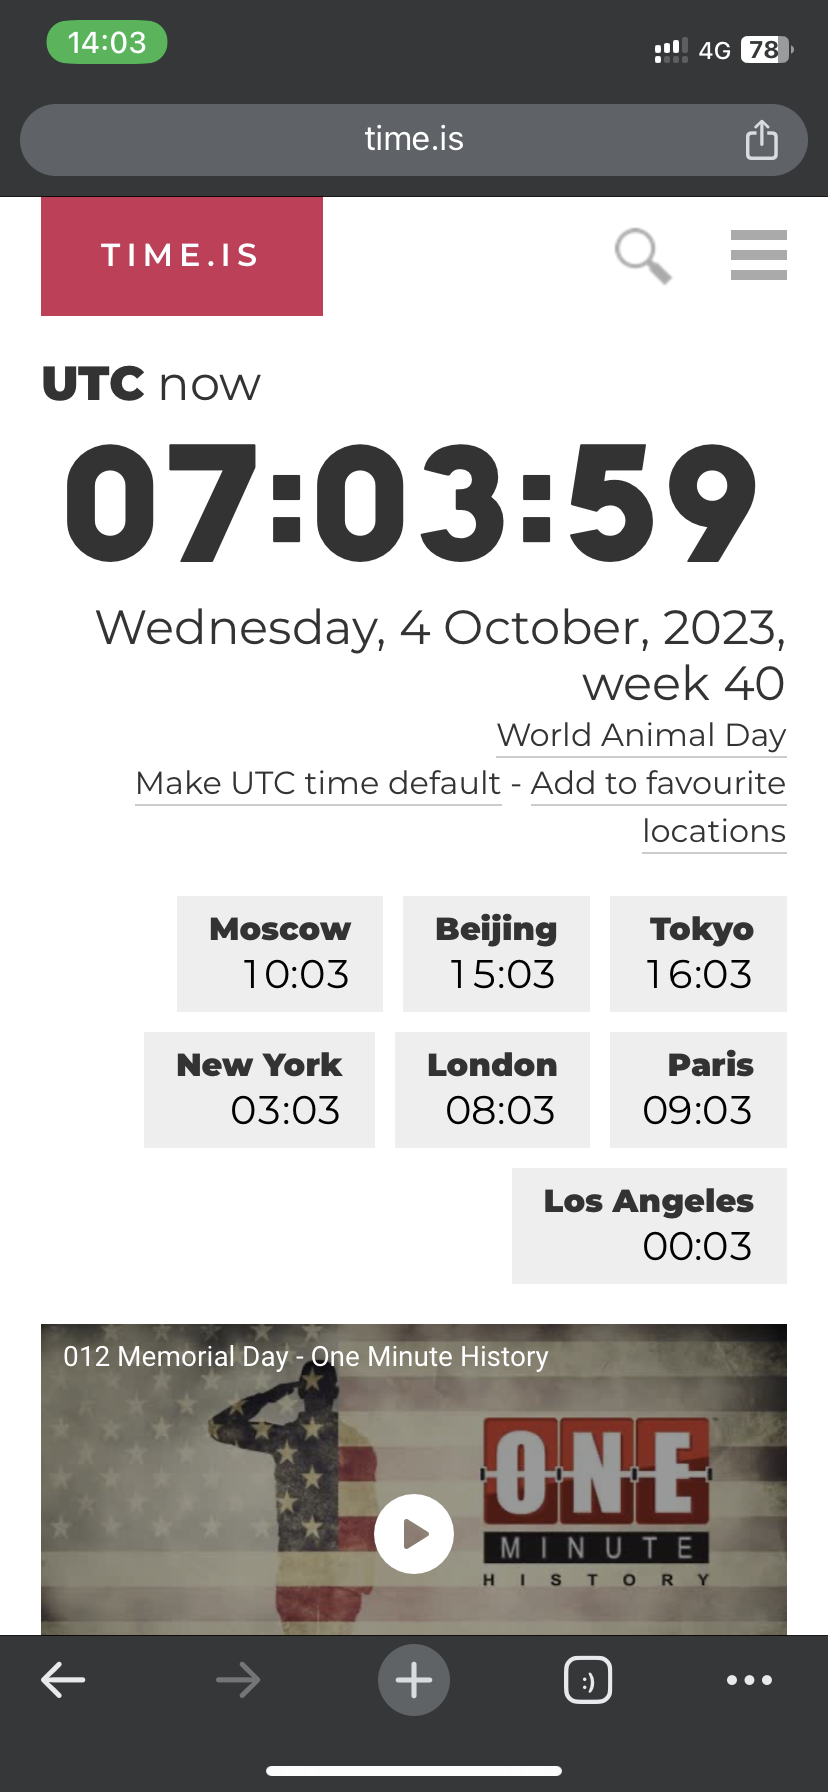 14:03
4G 78
time.is
TIME.IS
UTC now
07:03:59
Wednesday, 4 October, 2023,
week 40
World Animal Day
Make UTC time default - Add to favourite
locations
Moscow Beijing Tokyo
10:03 15:03 16:03
New York London Paris
03:03 08:03 09:03
Los Angeles
00:03
012 Memorial Day - One Minute History
ONE
MINUTE
HISTORY
:)